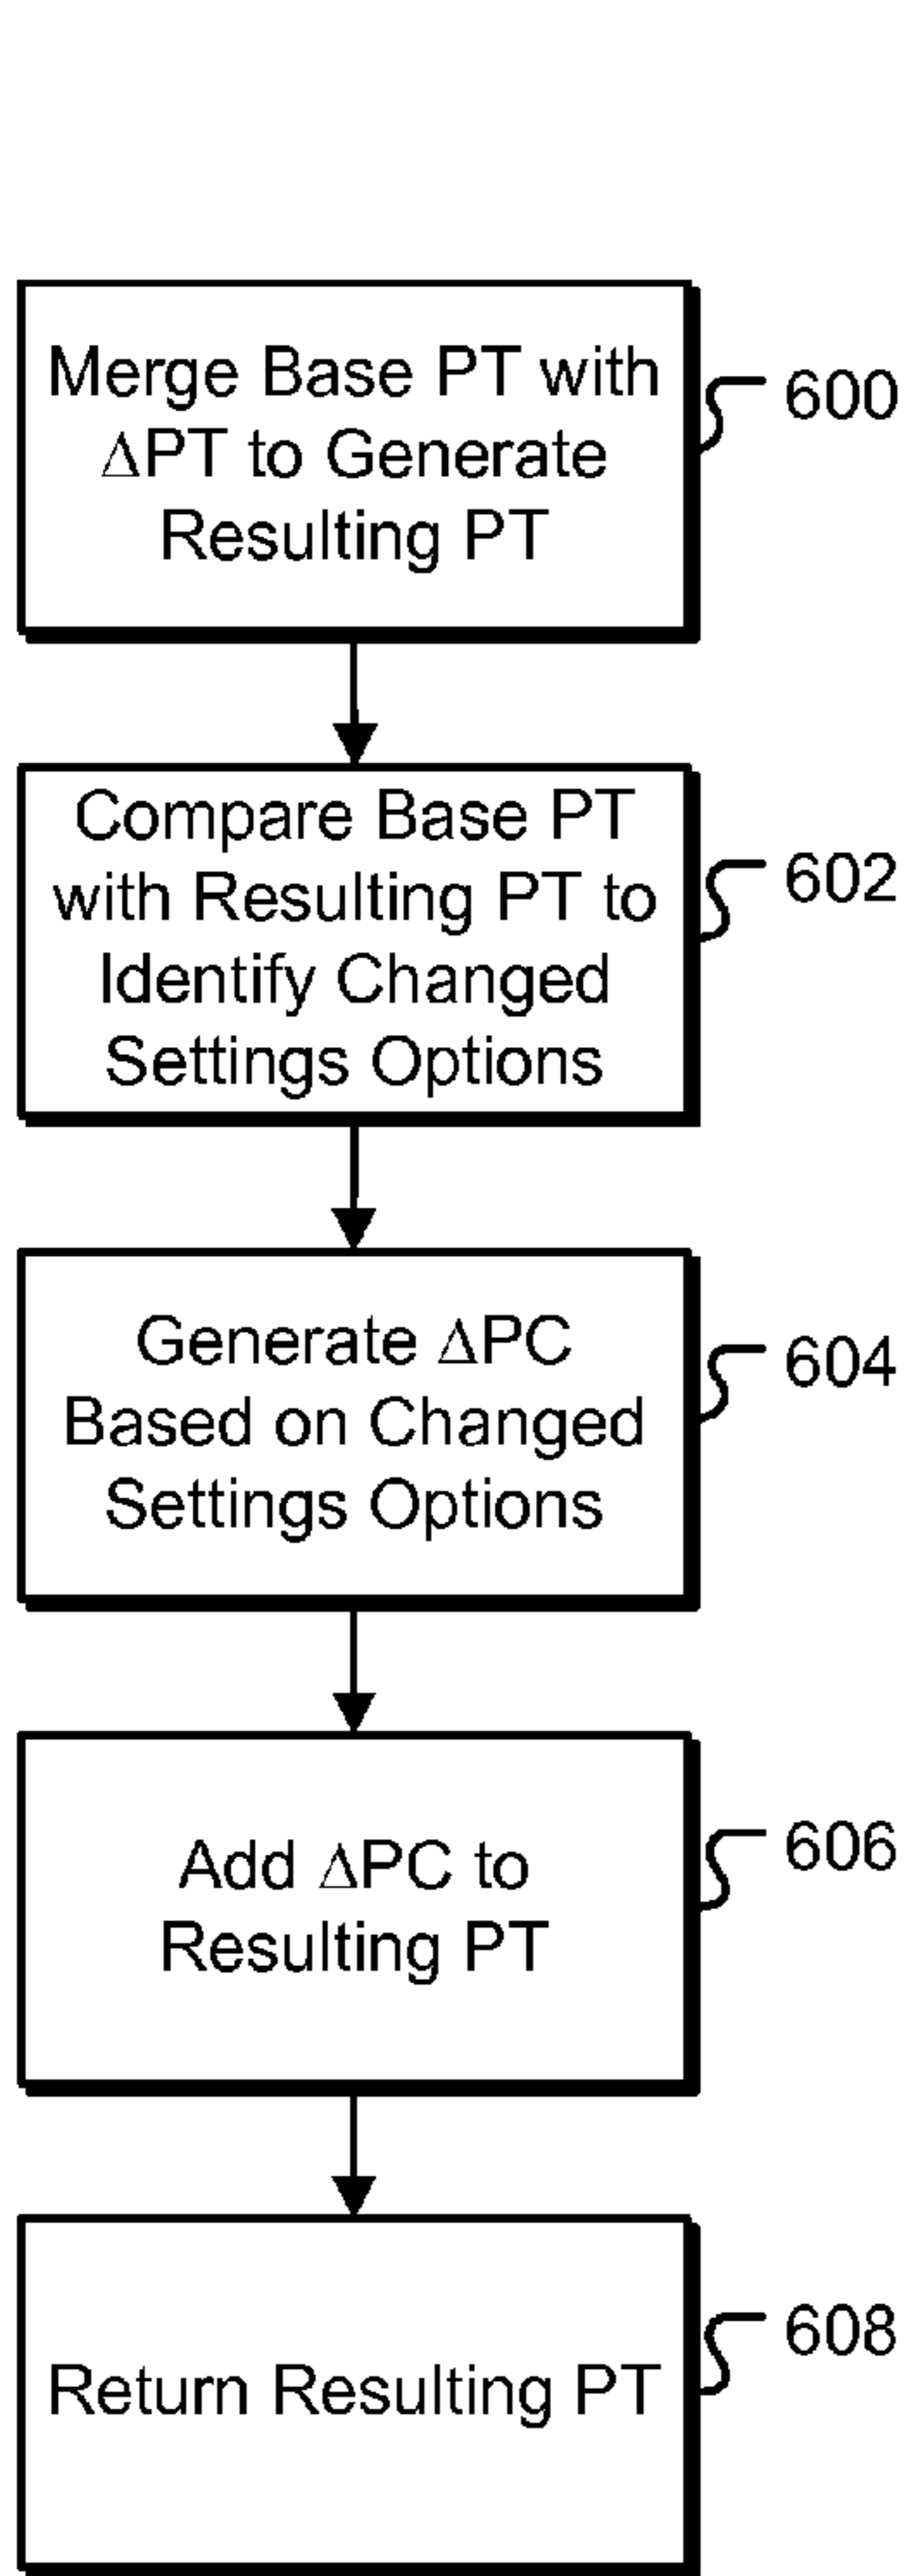 Merge Base PT with
ΔPT to Generate
Resulting PT
600
Compare Base PT
with Resulting PT to
Identify Changed
Settings Options
602
Generate ΔPC
Based on Changed
Settings Options
604
Add ΔPC to
Resulting PT
606
Return Resulting PT
608